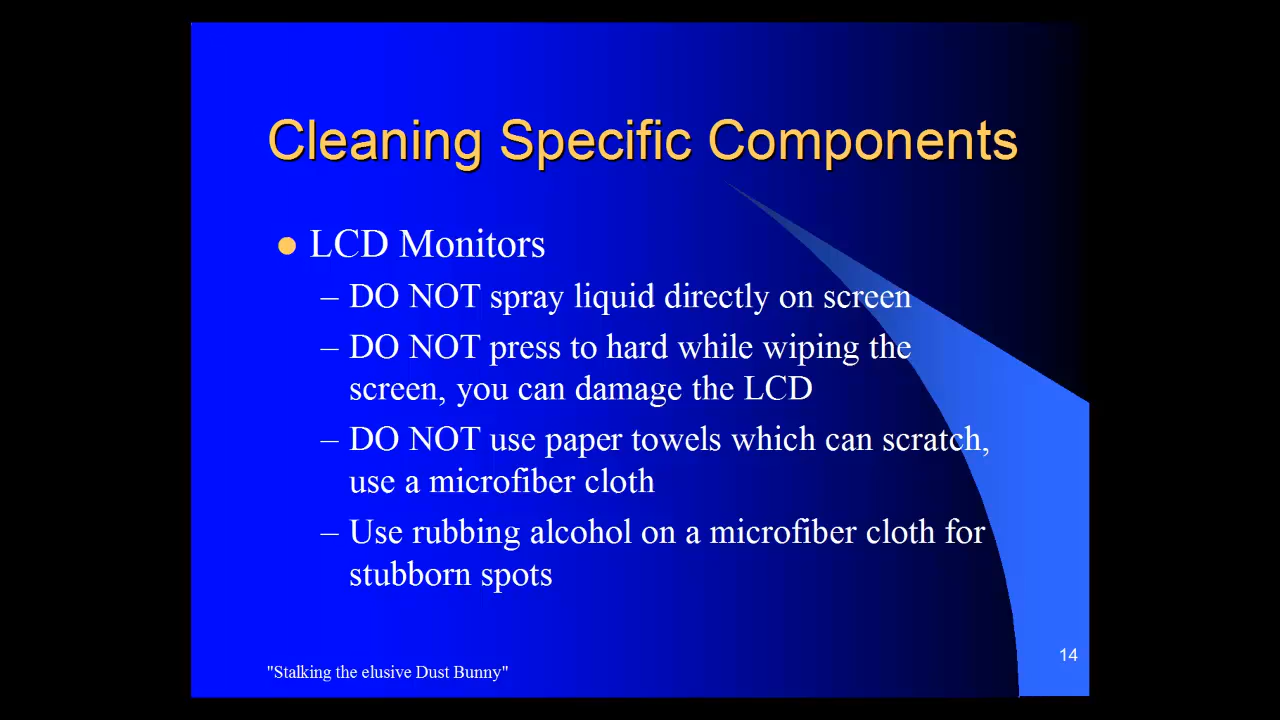 Cleaning Specific Components
LCD Monitors
– DO NOT spray liquid directly on screen
– DO NOT press to hard while wiping the
screen, you can damage the LCD
– DO NOT use paper towels which can scratch,
use a microfiber cloth
– Use rubbing alcohol on a microfiber cloth for
stubborn spots
"Stalking the elusive Dust Bunny"
14